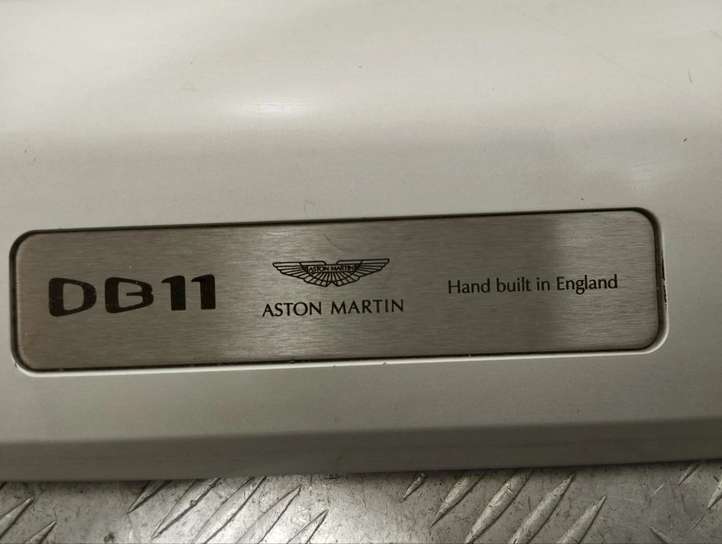 DB11
ASTON MARTIN
ASTON MARTIN
Hand built in England